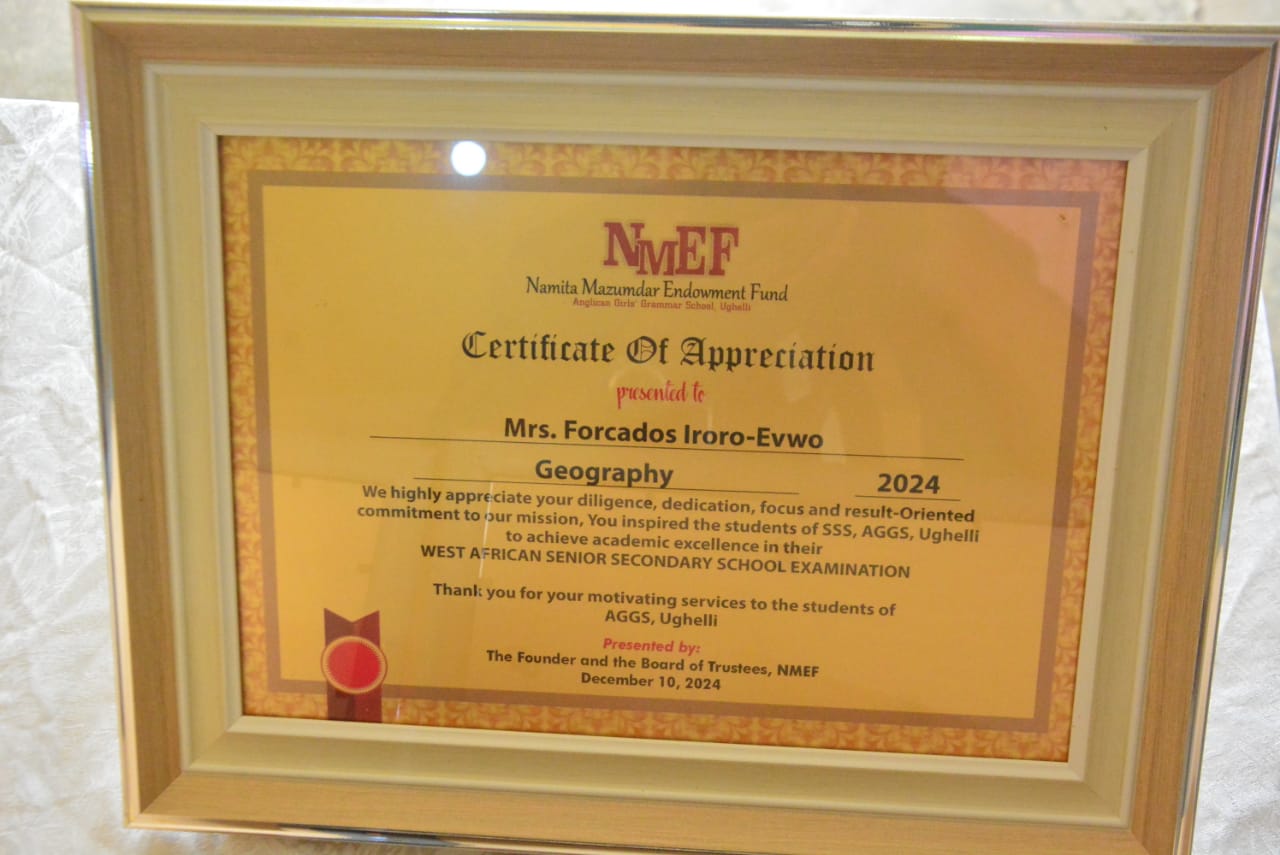 NMEF
Namita Mazumdar Endowment Fund
Anglican Girls' Grammar School, Ughelli
Certificate Of Appreciation
presented to
Mrs. Forcados Iroro-Evwo
Geography 2024
We highly appreciate your diligence, dedication, focus and result-Oriented
commitment to our mission, You inspired the students of SSS, AGGS, Ughelli
to achieve academic excellence in their
WEST AFRICAN SENIOR SECONDARY SCHOOL EXAMINATION
Thank you for your motivating services to the students of
AGGS, Ughelli
Presented by:
The Founder and the Board of Trustees, NMEF
December 10, 2024